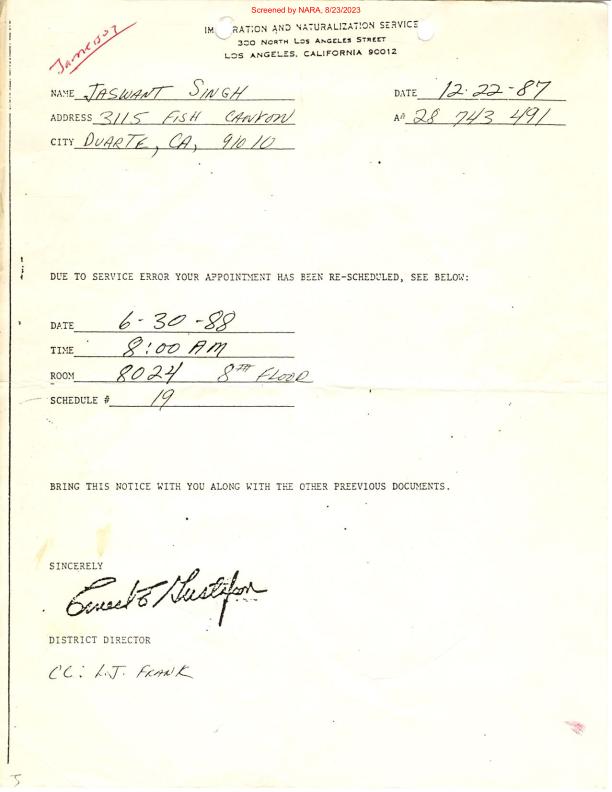 Screened by NARA, 8/23/2023
IM RATION AND NATURALIZATION SERVICE
300 NORTH LOS ANGELES STREET
LOS ANGELES, CALIFORNIA 90012
NAME JASWANT SINGH DATE 12-22-87
ADDRESS 3115 FISH CANYON A# 28 743 491
CITY DUARTE, CA, 91010
DUE TO SERVICE ERROR YOUR APPOINTMENT HAS BEEN RE-SCHEDULED, SEE BELOW:
DATE 6-30-88
TIME 8:00 AM
ROOM 8024 8TH FLOOR
SCHEDULE # 19
BRING THIS NOTICE WITH YOU ALONG WITH THE OTHER PREEVIOUS DOCUMENTS.
SINCERELY
Ernest E Gustafson
DISTRICT DIRECTOR
CC: L.J. FRANK